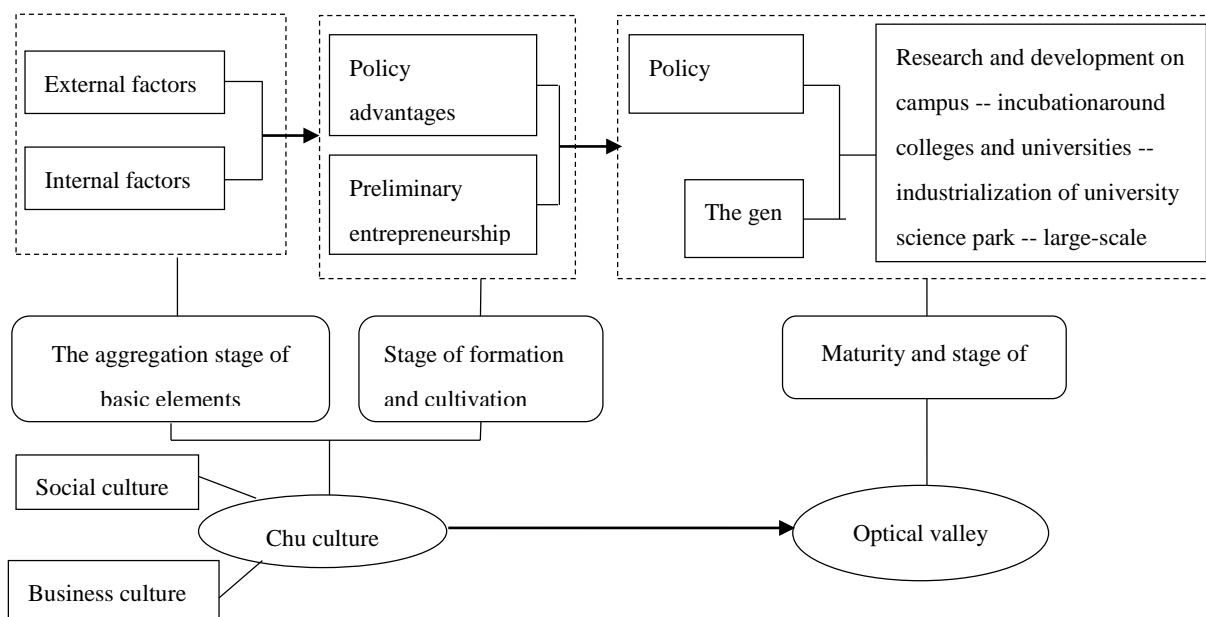 External factors
Internal factors
Policy
advantages
Preliminary
entrepreneurship
Policy
The gen
Research and development on
campus -- incubationaround
colleges and universities --
industrialization of university
science park -- large-scale
The aggregation stage of
basic elements
Stage of formation
and cultivation
Maturity and stage of
Social culture
Chu culture
Business culture
Optical valley